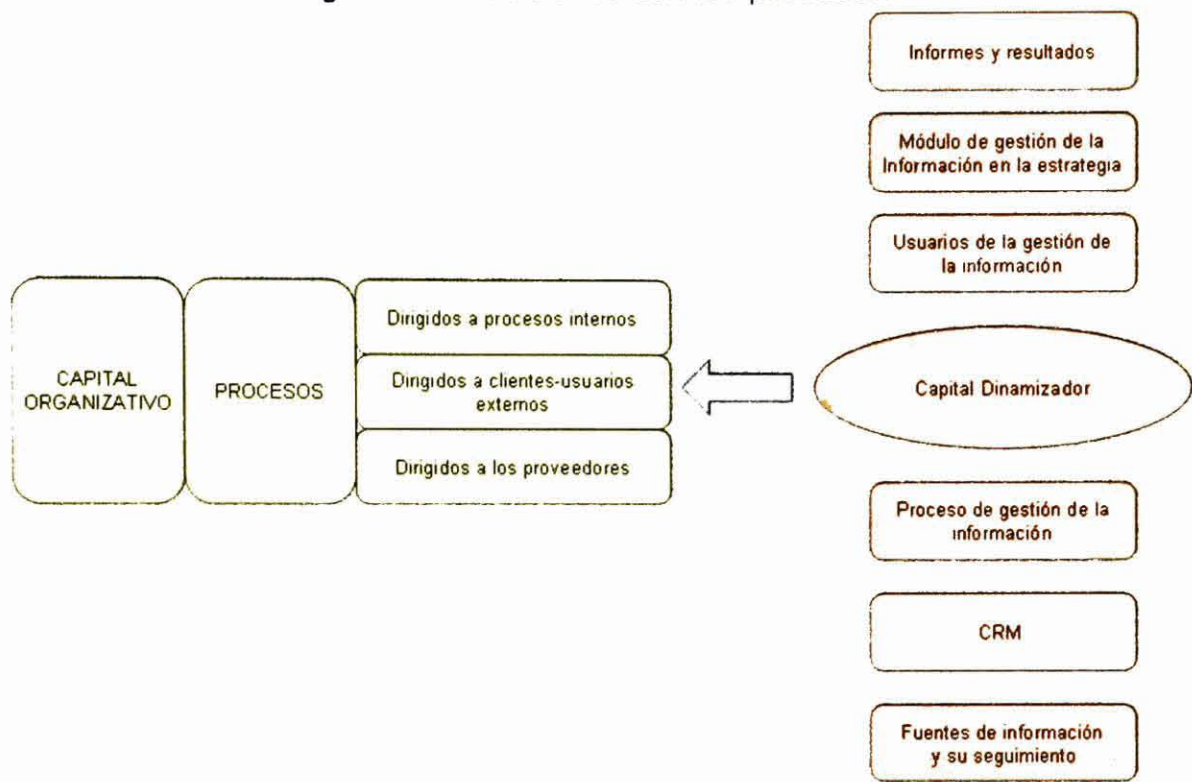 Informes y resultados
Módulo de gestión de la
Información en la estrategia
Usuarios de la gestión de
la información
CAPITAL
ORGANIZATIVO
PROCESOS
Dirigidos a procesos internos
Dirigidos a clientes-usuarios
externos
Dirigidos a los proveedores
Capital Dinamizador
Proceso de gestión de la
información
CRM
Fuentes de información
y su seguimiento